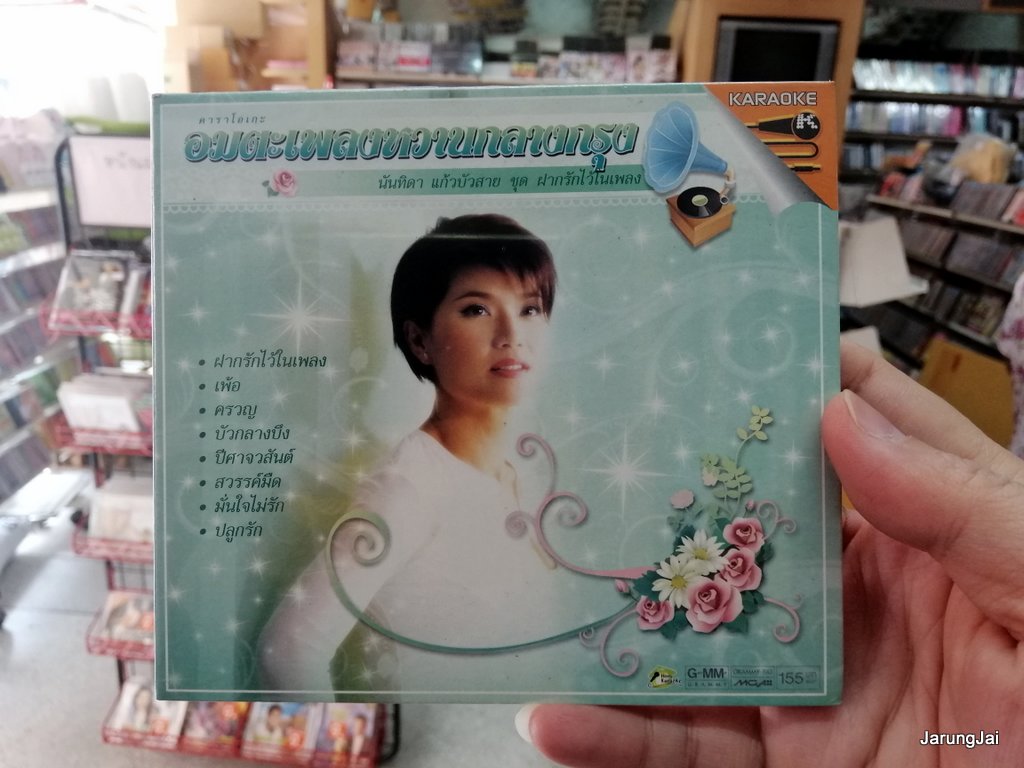 KARAOKE
คาราโอเกะ
อมตะเพลงหวานกลางกรุง
นันทิดา แก้วบัวสาย ชุด ฝากรักไว้ในเพลง
• ฝากรักไว้ในเพลง
• เพ้อ
• ครวญ
• บัวกลางบึง
• ปีศาจวสันต์
• สวรรค์มืด
• มั่นใจไม่รัก
• ปลูกรัก
G-MM-
GRAMMY
MGA
155
JarungJai